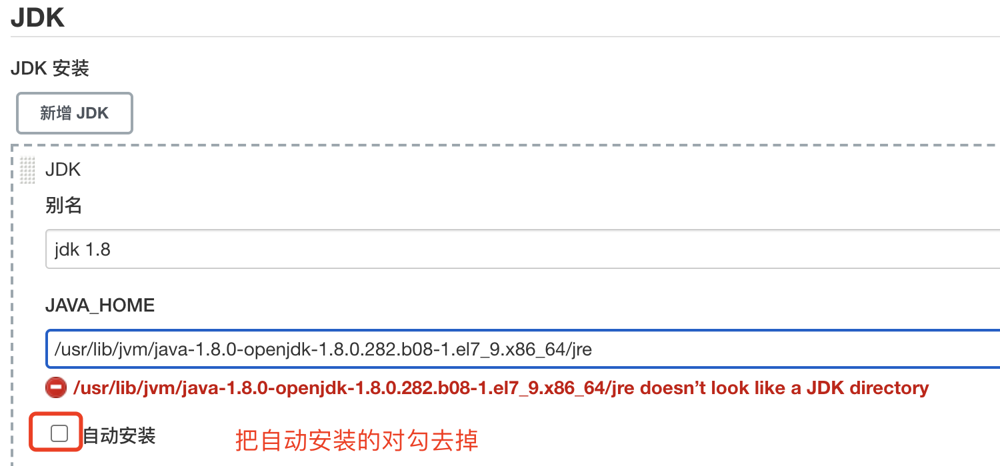 JDK
JDK 安装
新增 JDK
JDK
别名
jdk 1.8
JAVA_HOME
/usr/lib/jvm/java-1.8.0-openjdk-1.8.0.282.b08-1.el7_9.x86_64/jre
/usr/lib/jvm/java-1.8.0-openjdk-1.8.0.282.b08-1.el7_9.x86_64/jre doesn’t look like a JDK directory
自动安装
把自动安装的对勾去掉